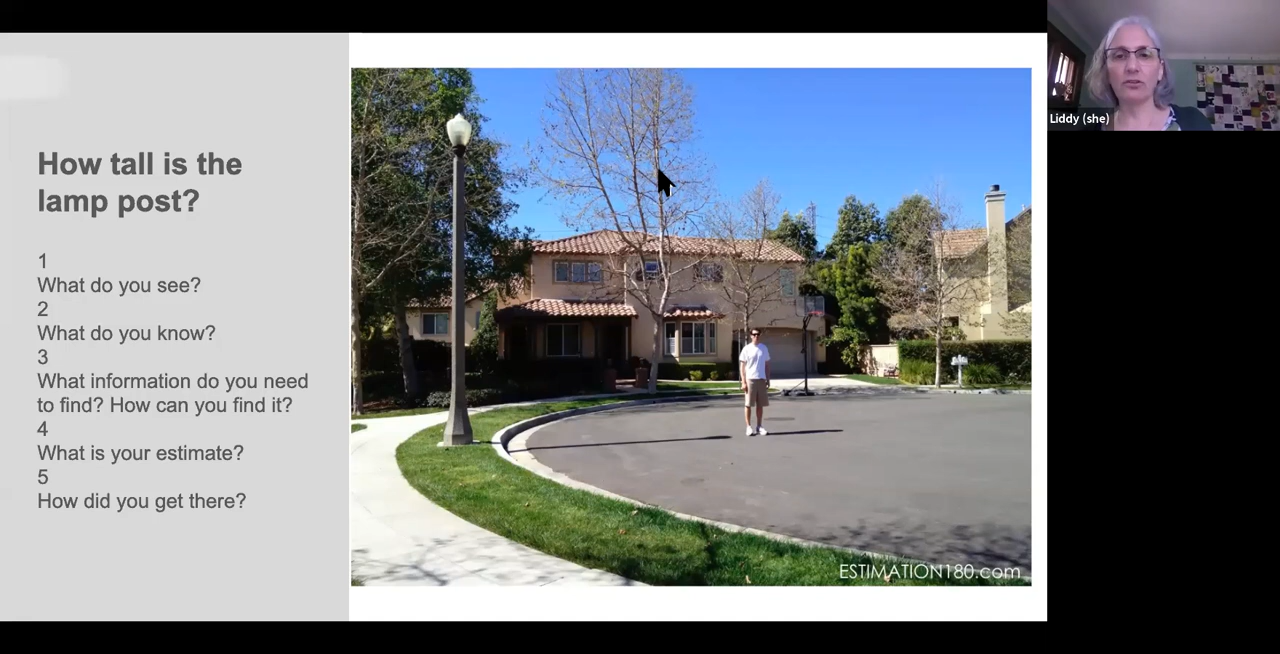 How tall is the
lamp post?
1
What do you see?
2
What do you know?
3
What information do you need
to find? How can you find it?
4
What is your estimate?
5
How did you get there?
ESTIMATION180.com
Liddy (she)